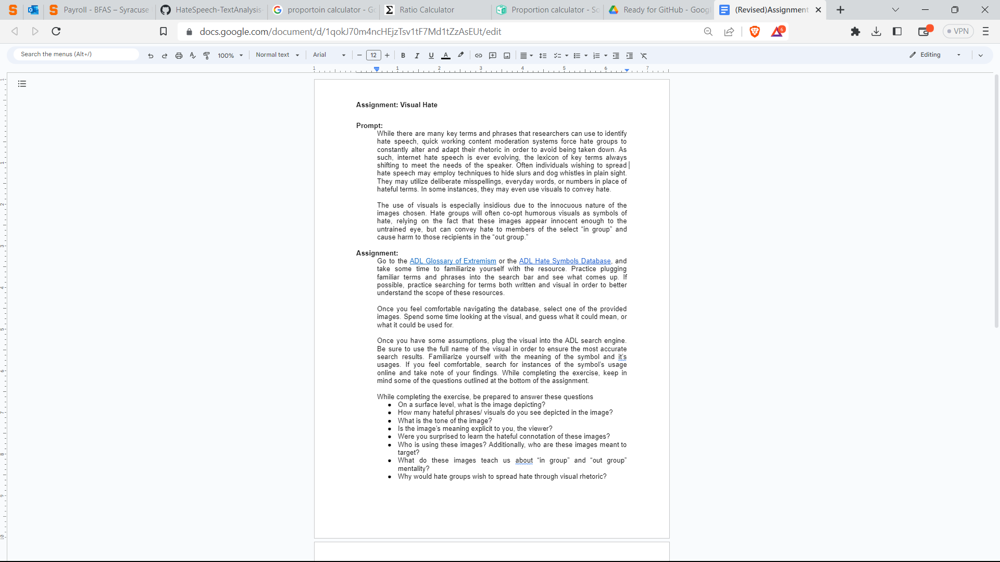 Payroll - BFAS – Syracuse
HateSpeech-TextAnalysis-
proportoin calculator - Go
Ratio Calculator
Proportion calculator - So
Ready for GitHub - Googl
(Revised)Assignment
docs.google.com/document/d/1qokJ70m4ncHEjzTsv1tF7Md1tZzAsEUt/edit
6
VPN
Search the menus (Alt+/)
100%
Normal text
Arial
12
Editing
1 1 2 3 4 5 6 7
Assignment: Visual Hate
Prompt:
While there are many key terms and phrases that researchers can use to identify
hate speech, quick working content moderation systems force hate groups to
constantly alter and adapt their rhetoric in order to avoid being taken down. As
such, internet hate speech is ever evolving, the lexicon of key terms always
shifting to meet the needs of the speaker. Often individuals wishing to spread
hate speech may employ techniques to hide slurs and dog whistles in plain sight.
They may utilize deliberate misspellings, everyday words, or numbers in place of
hateful terms. In some instances, they may even use visuals to convey hate.
The use of visuals is especially insidious due to the innocuous nature of the
images chosen. Hate groups will often co-opt humorous visuals as symbols of
hate, relying on the fact that these images appear innocent enough to the
untrained eye, but can convey hate to members of the select “in group” and
cause harm to those recipients in the “out group.”
Assignment:
Go to the ADL Glossary of Extremism or the ADL Hate Symbols Database, and
take some time to familiarize yourself with the resource. Practice plugging
familiar terms and phrases into the search bar and see what comes up. If
possible, practice searching for terms both written and visual in order to better
understand the scope of these resources.
Once you feel comfortable navigating the database, select one of the provided
images. Spend some time looking at the visual, and guess what it could mean, or
what it could be used for.
Once you have some assumptions, plug the visual into the ADL search engine.
Be sure to use the full name of the visual in order to ensure the most accurate
search results. Familiarize yourself with the meaning of the symbol and it’s
usages. If you feel comfortable, search for instances of the symbol’s usage
online and take note of your findings. While completing the exercise, keep in
mind some of the questions outlined at the bottom of the assignment.
While completing the exercise, be prepared to answer these questions
● On a surface level, what is the image depicting?
● How many hateful phrases/ visuals do you see depicted in the image?
● What is the tone of the image?
● Is the image’s meaning explicit to you, the viewer?
● Were you surprised to learn the hateful connotation of these images?
● Who is using these images? Additionally, who are these images meant to
target?
● What do these images teach us about “in group” and “out group”
mentality?
● Why would hate groups wish to spread hate through visual rhetoric?
1
1
2
3
4
5
6
7
8
9
10